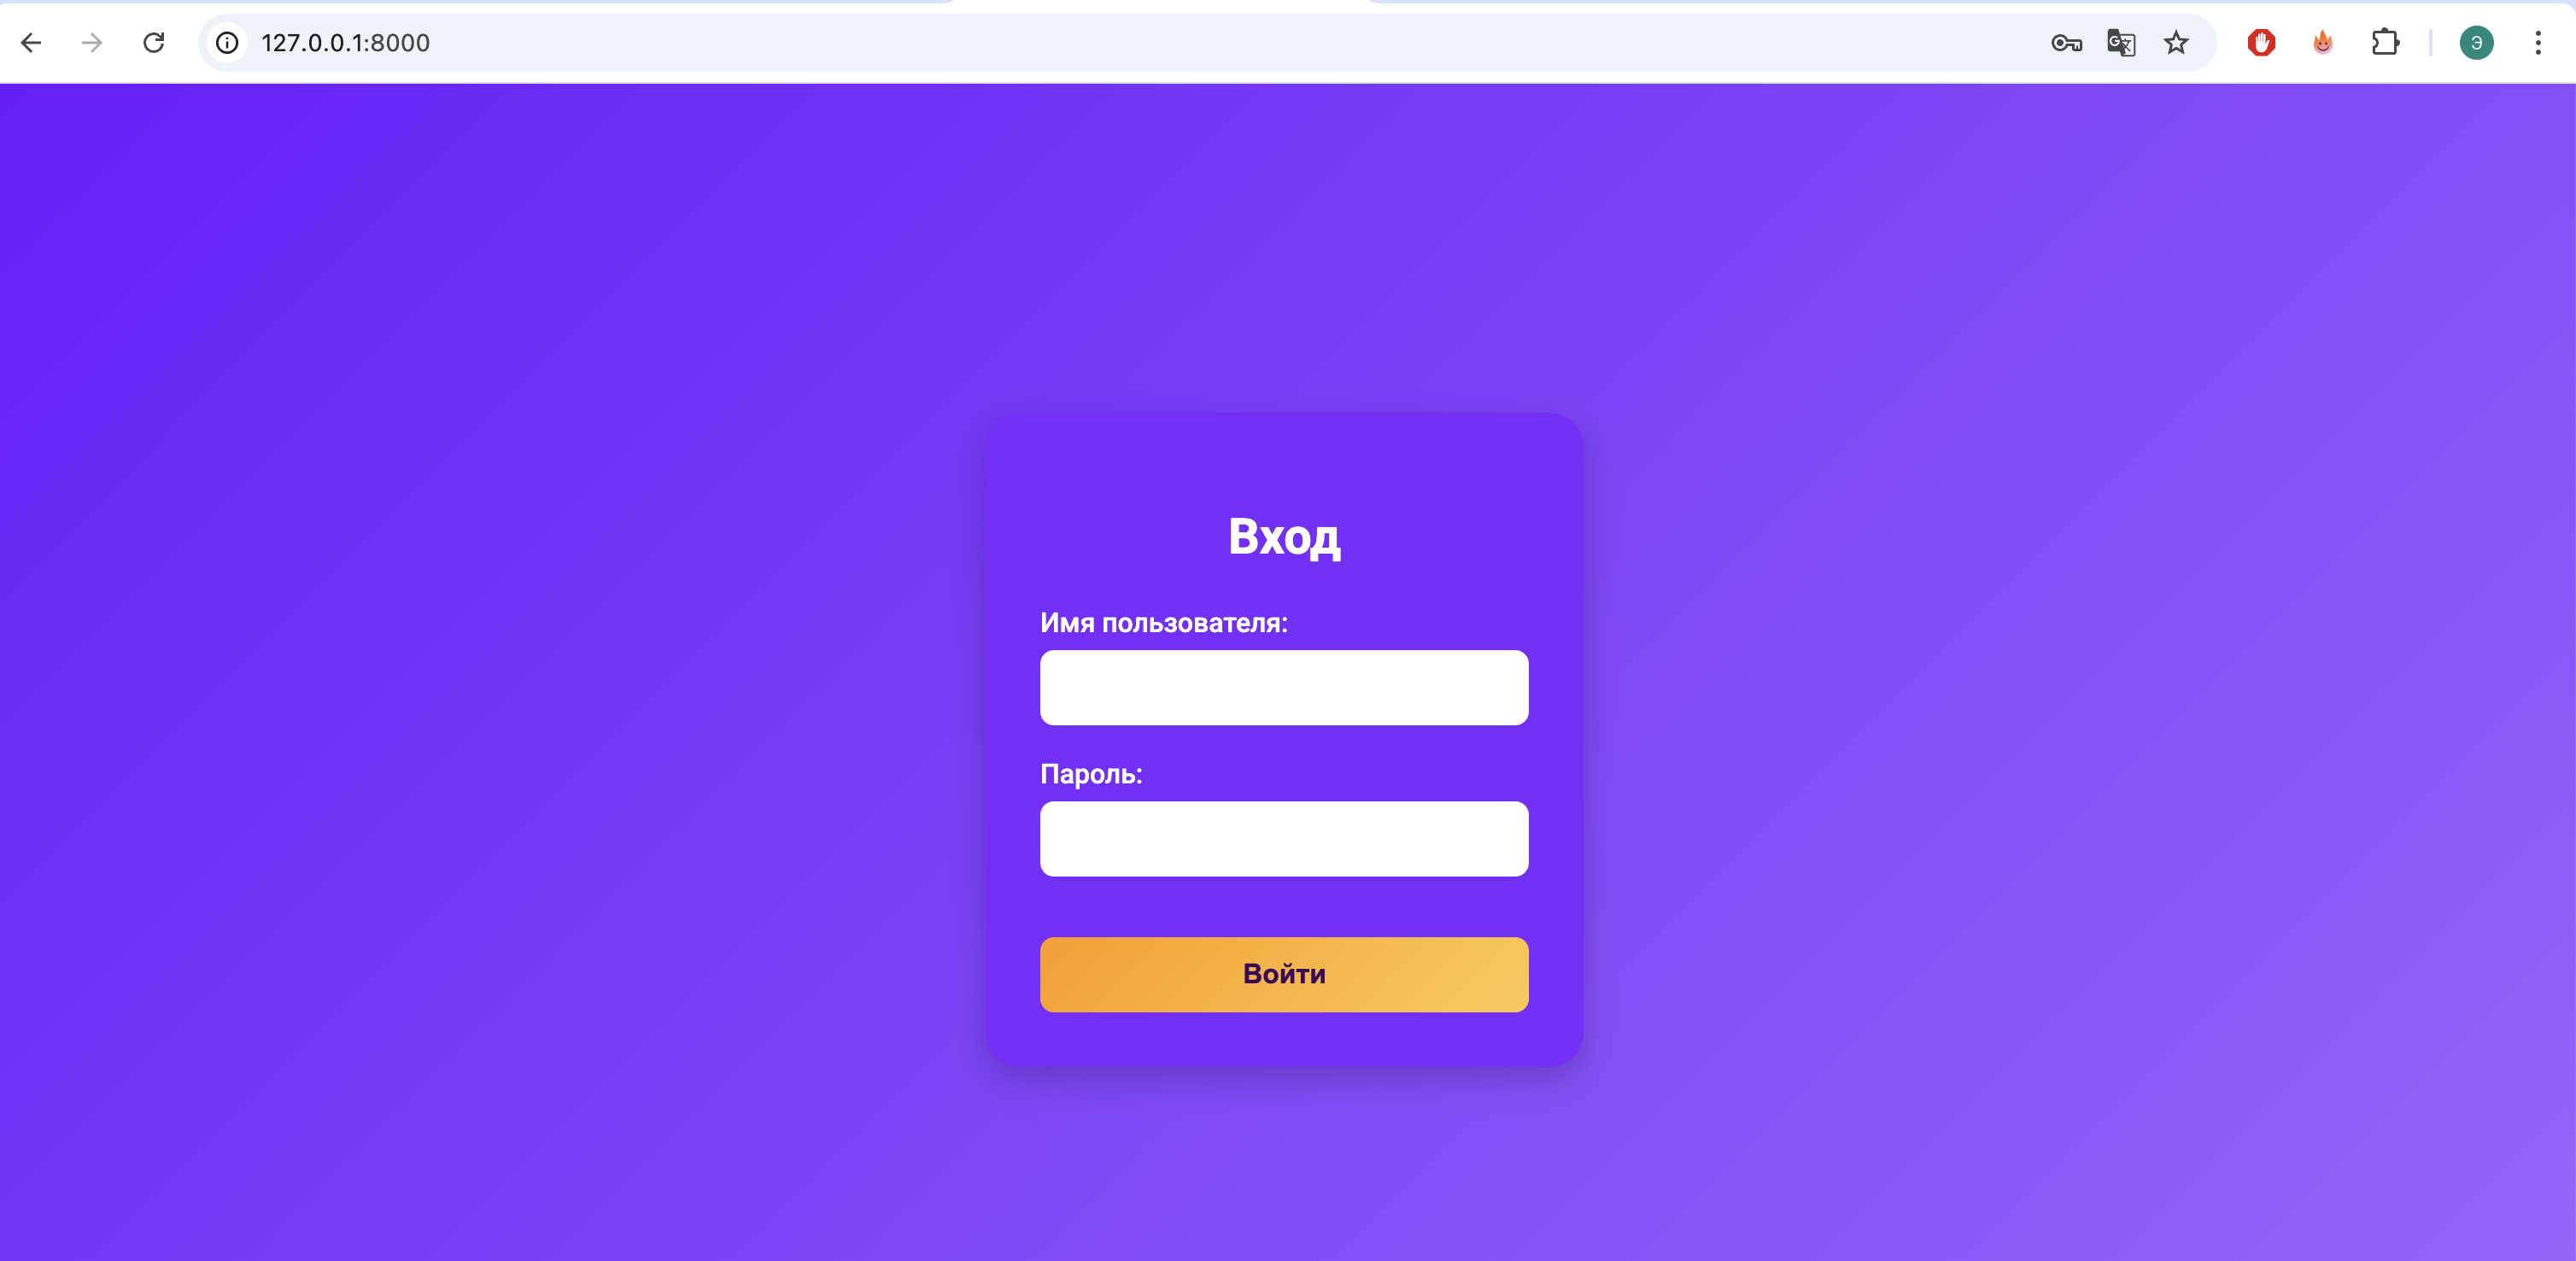 127.0.0.1:8000
Э
Вход
Имя пользователя:
Пароль:
Войти